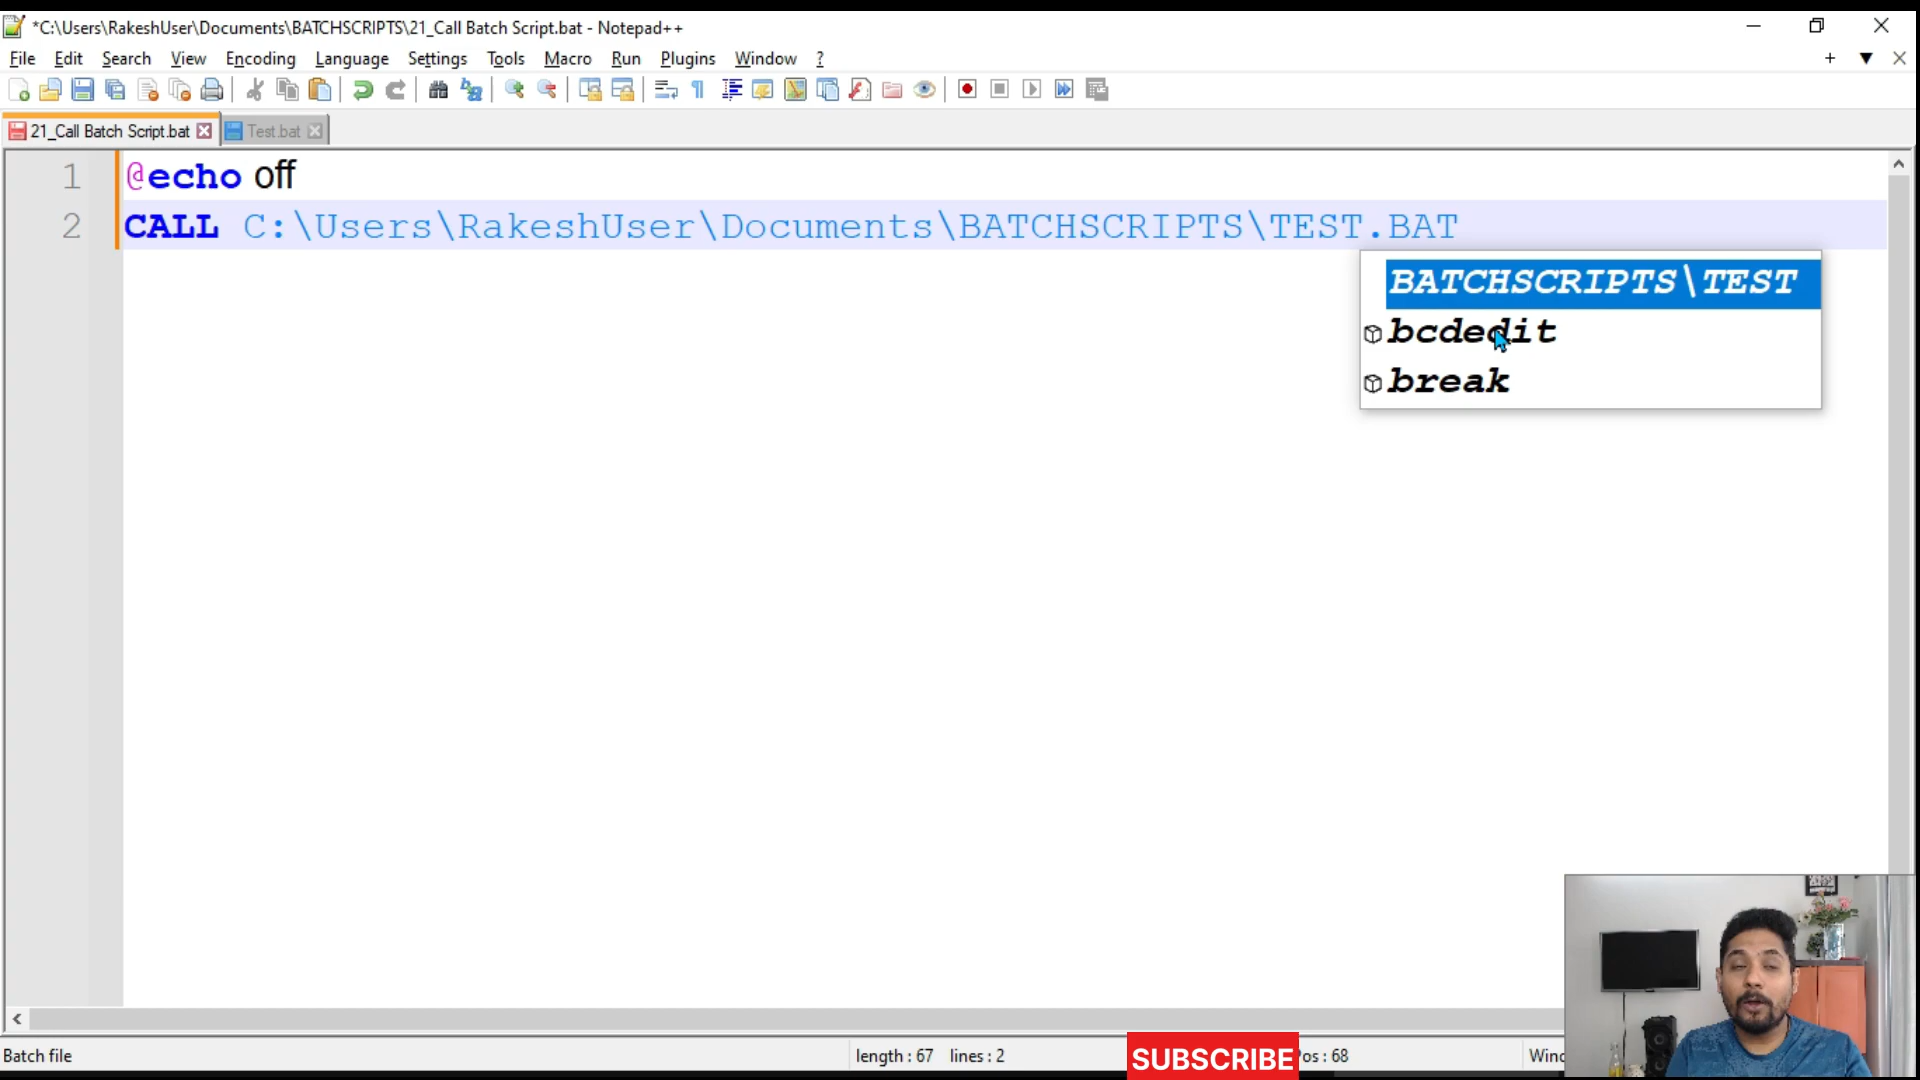 *C:\Users\RakeshUser\Documents\BATCHSCRIPTS\21_Call Batch Script.bat - Notepad++
File Edit Search View Encoding Language Settings Tools Macro Run Plugins Window ?
21_Call Batch Script.bat Test.bat
1 @echo off
2 CALL C:\Users\RakeshUser\Documents\BATCHSCRIPTS\TEST.BAT
BATCHSCRIPTS\TEST
bcdedit
break
Batch file length : 67 lines : 2 SUBSCRIBE os : 68 Winc